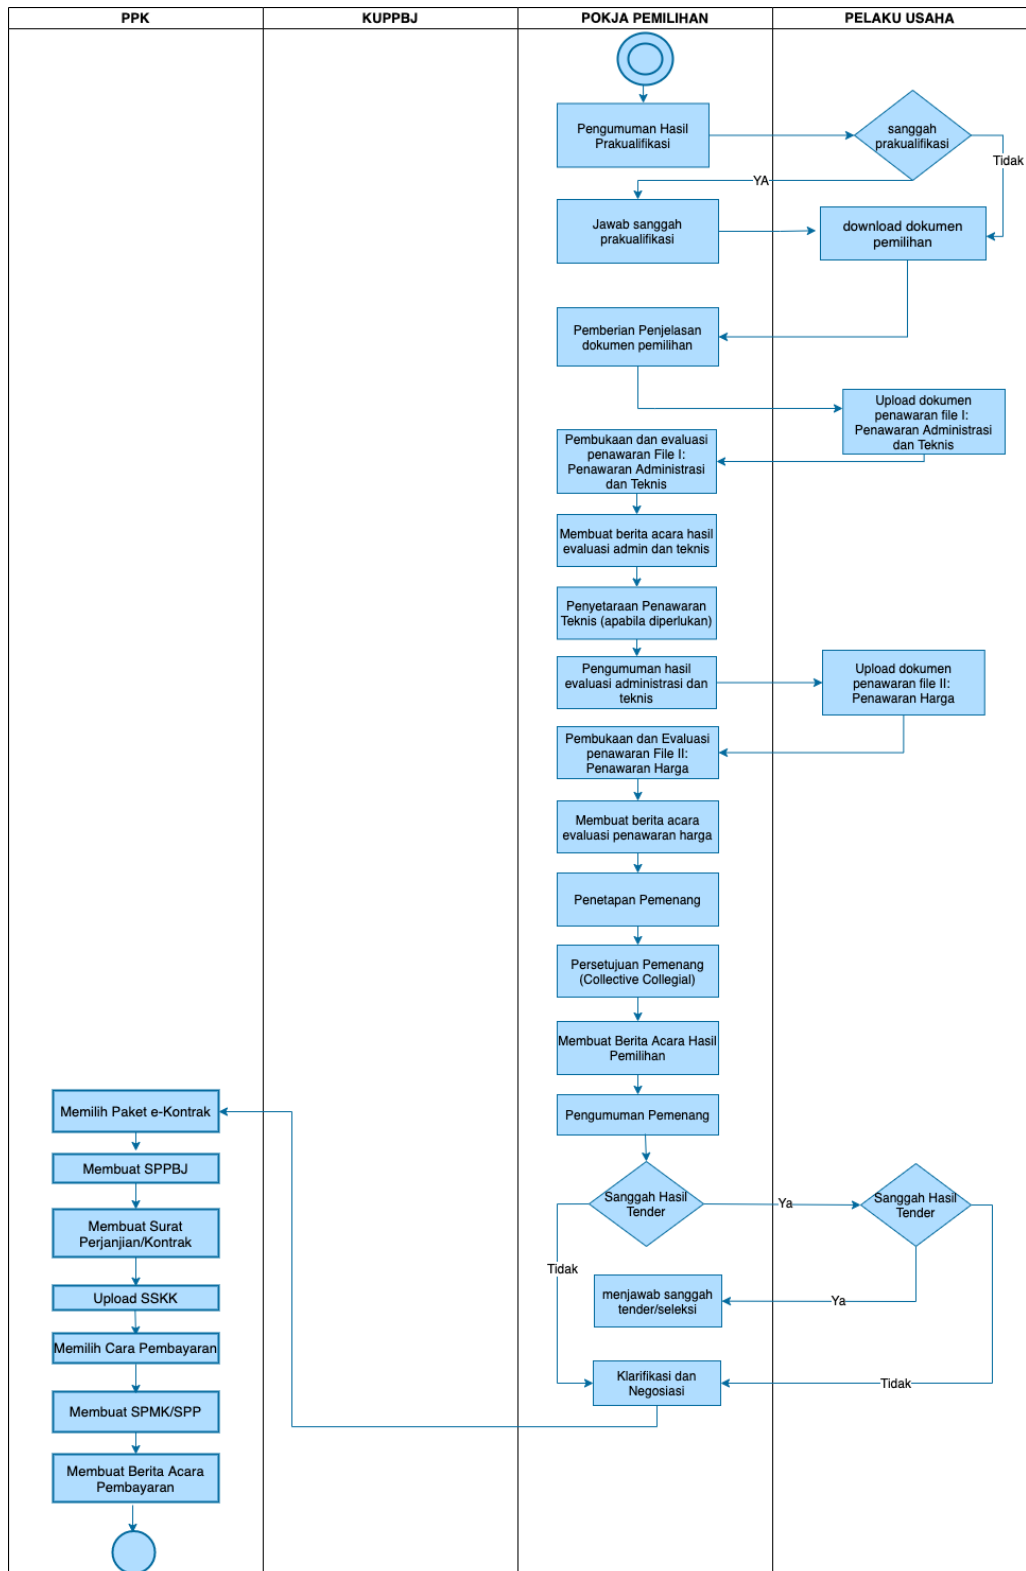 PPK
KUPPBJ
POKJA PEMILIHAN
PELAKU USAHA
Pengumuman Hasil
Prakualifikasi
sanggah
prakualifikasi
Tidak
YA
Jawab sanggah
prakualifikasi
download dokumen
pemilihan
Pemberian Penjelasan
dokumen pemilihan
Upload dokumen
penawaran file I:
Penawaran Administrasi
dan Teknis
Pembukaan dan evaluasi
penawaran File I:
Penawaran Administrasi
dan Teknis
Membuat berita acara hasil
evaluasi admin dan teknis
Penyetaraan Penawaran
Teknis (apabila diperlukan)
Pengumuman hasil
evaluasi administrasi dan
teknis
Upload dokumen
penawaran file II:
Penawaran Harga
Pembukaan dan Evaluasi
penawaran File II:
Penawaran Harga
Membuat berita acara
evaluasi penawaran harga
Penetapan Pemenang
Persetujuan Pemenang
(Collective Collegial)
Membuat Berita Acara Hasil
Pemilihan
Pengumuman Pemenang
Sanggah Hasil
Tender
Ya
Sanggah Hasil
Tender
Tidak
menjawab sanggah
tender/seleksi
Ya
Klarifikasi dan
Negosiasi
Tidak
Memilih Paket e-Kontrak
Membuat SPPBJ
Membuat Surat
Perjanjian/Kontrak
Upload SSKK
Memilih Cara Pembayaran
Membuat SPMK/SPP
Membuat Berita Acara
Pembayaran